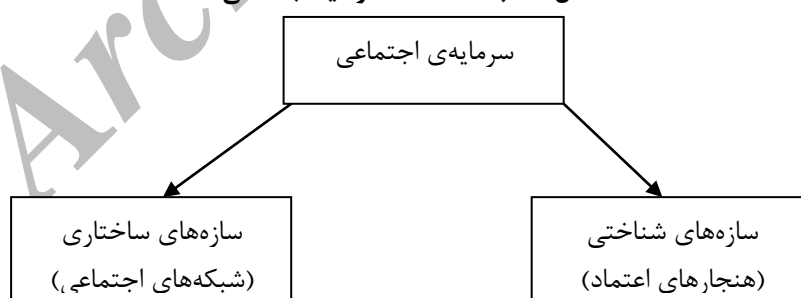 سرمایه‌ی اجتماعی
سازه‌های شناختی
(هنجارهای اعتماد)
سازه‌های ساختاری
(شبکه‌های اجتماعی)